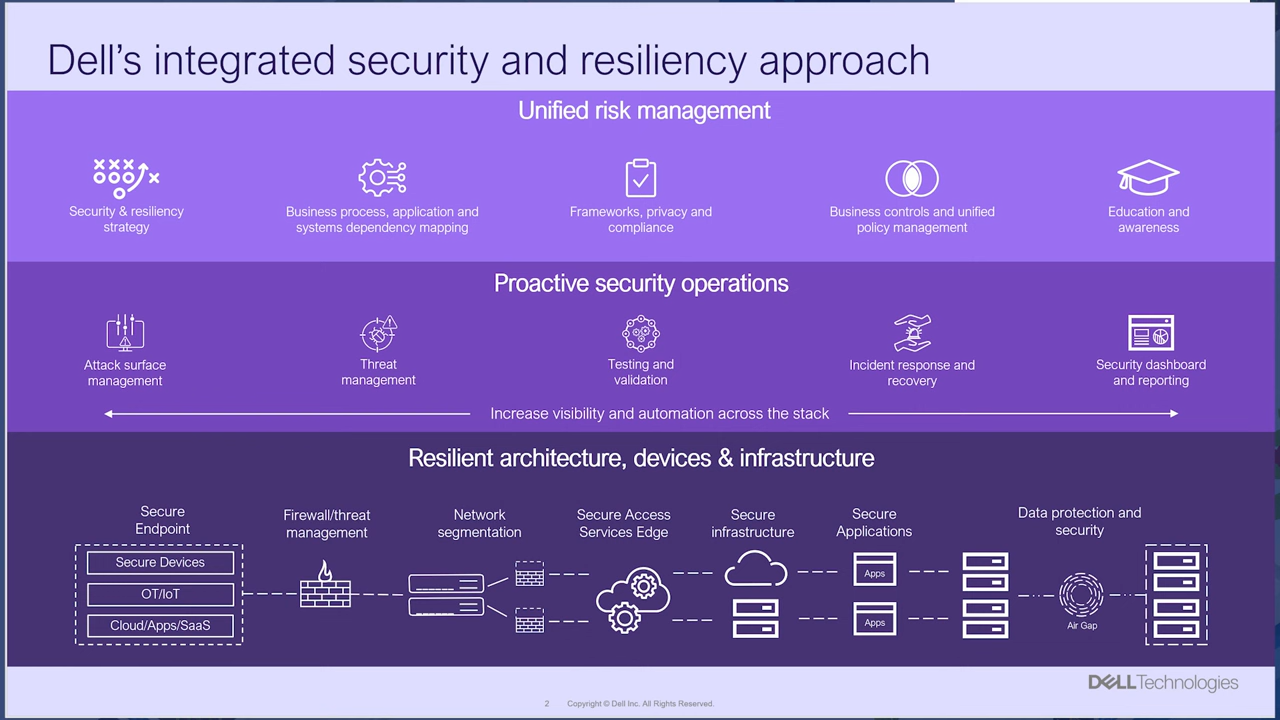 Dell's integrated security and resiliency approach
Unified risk management
Security & resiliency
strategy
Business process, application and
systems dependency mapping
Frameworks, privacy and
compliance
Business controls and unified
policy management
Education and
awareness
Proactive security operations
Attack surface
management
Threat
management
Testing and
validation
Incident response and
recovery
Security dashboard
and reporting
Increase visibility and automation across the stack
Resilient architecture, devices & infrastructure
Secure
Endpoint
Secure Devices
OT/IoT
Cloud/Apps/SaaS
Firewall/threat
management
Network
segmentation
Secure Access
Services Edge
Secure
infrastructure
Secure
Applications
Apps
Apps
Data protection and
security
Air Gap
DELLTechnologies
2 Copyright © Dell Inc. All Rights Reserved.